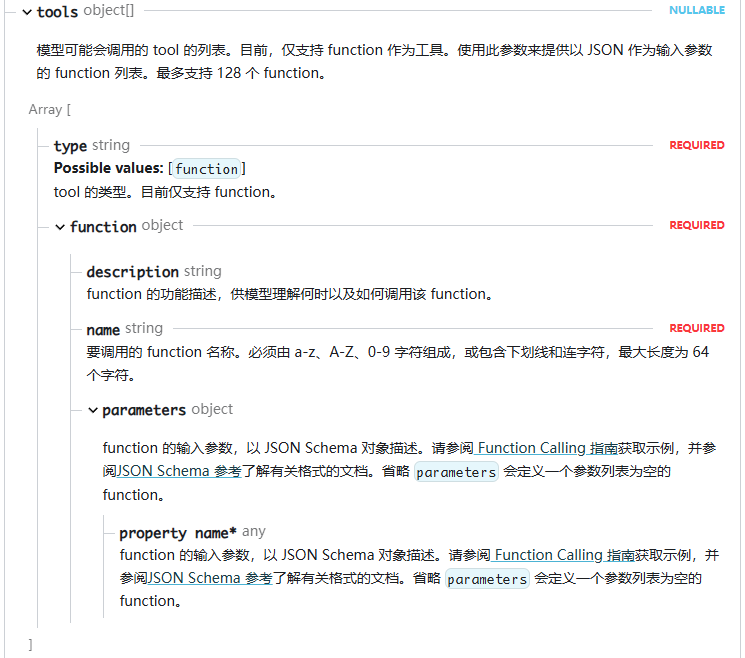 tools object[] NULLABLE
模型可能会调用的 tool 的列表。目前，仅支持 function 作为工具。使用此参数来提供以 JSON 作为输入参数
的 function 列表。最多支持 128 个 function。
Array [
type string REQUIRED
Possible values: [function]
tool 的类型。目前仅支持 function。
function object REQUIRED
description string
function 的功能描述，供模型理解何时以及如何调用该 function。
name string REQUIRED
要调用的 function 名称。必须由 a-z、A-Z、0-9 字符组成，或包含下划线和连字符，最大长度为 64
个字符。
parameters object
function 的输入参数，以 JSON Schema 对象描述。请参阅 Function Calling 指南获取示例，并参
阅JSON Schema 参考了解有关格式的文档。省略 parameters 会定义一个参数列表为空的
function。
property name* any
function 的输入参数，以 JSON Schema 对象描述。请参阅 Function Calling 指南获取示例，并
参阅JSON Schema 参考了解有关格式的文档。省略 parameters 会定义一个参数列表为空的
function。
]